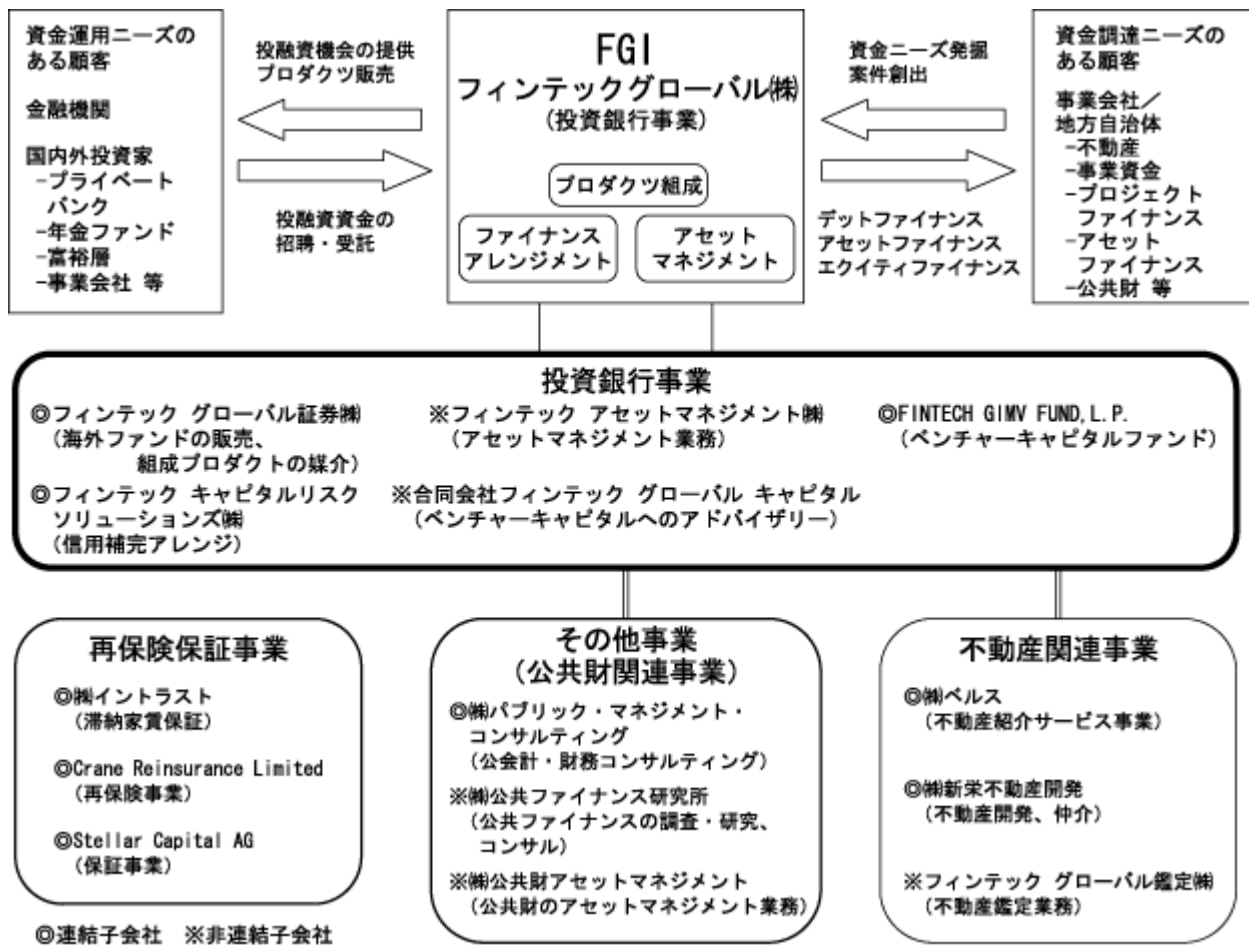 資金運用ニーズの
ある顧客
金融機関
国内外投資家
-プライベート
バンク
-年金ファンド
-富裕層
-事業会社 等
投融資機会の提供
プロダクツ販売
投融資資金の
招聘・受託
FGI
フィンテックグローバル㈱
(投資銀行事業)
プロダクツ組成
ファイナンス
アレンジメント
アセット
マネジメント
資金ニーズ発掘
案件創出
デットファイナンス
アセットファイナンス
エクイティファイナンス
資金調達ニーズの
ある顧客
事業会社/
地方自治体
-不動産
-事業資金
-プロジェクト
ファイナンス
-アセット
ファイナンス
-公共財 等
投資銀行事業
◎フィンテック グローバル証券㈱
(海外ファンドの販売、
組成プロダクトの媒介)
◎フィンテック キャピタルリスク
ソリューションズ㈱
(信用補完アレンジ)
※フィンテック アセットマネジメント㈱
(アセットマネジメント業務)
※合同会社フィンテック グローバル キャピタル
(ベンチャーキャピタルへのアドバイザリー)
◎FINTECH GIMV FUND,L.P.
(ベンチャーキャピタルファンド)
再保険保証事業
◎㈱イントラスト
(滞納家賃保証)
◎Crane Reinsurance Limited
(再保険事業)
◎Stellar Capital AG
(保証事業)
その他事業
(公共財関連事業)
◎㈱パブリック・マネジメント・
コンサルティング
(公会計・財務コンサルティング)
※㈱公共ファイナンス研究所
(公共ファイナンスの調査・研究、
コンサル)
※㈱公共財アセットマネジメント
(公共財のアセットマネジメント業務)
不動産関連事業
◎㈱ベルス
(不動産紹介サービス事業)
◎㈱新栄不動産開発
(不動産開発、仲介)
※フィンテック グローバル鑑定㈱
(不動産鑑定業務)
◎連結子会社 ※非連結子会社